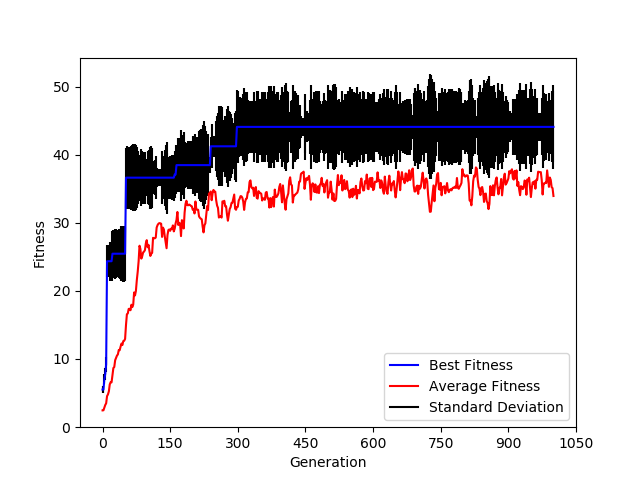 50
40
30
20
10
0
Fitness
0 150 300 450 600 750 900 1050
Generation
Best Fitness
Average Fitness
Standard Deviation